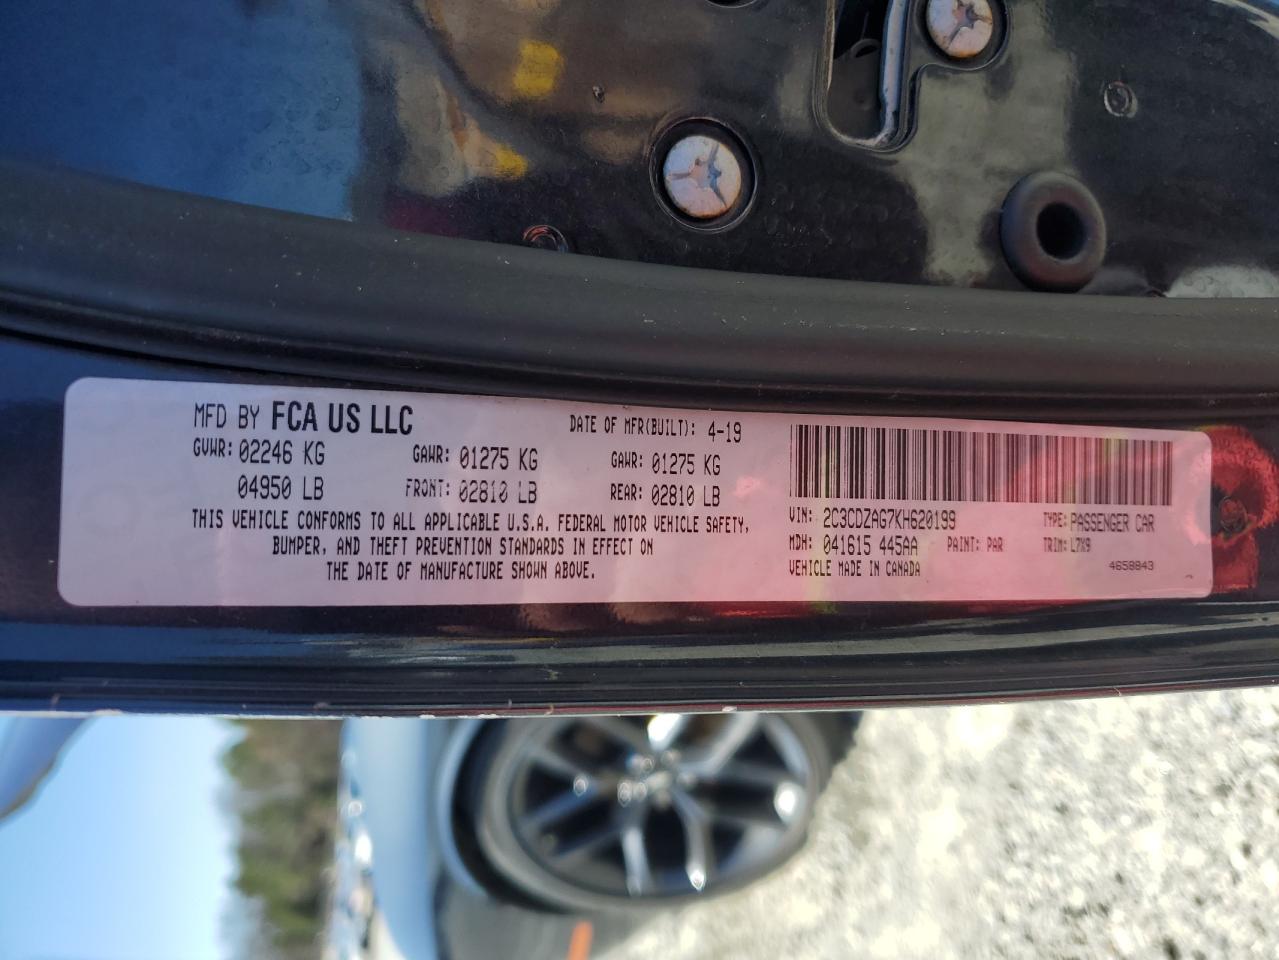 MFD BY FCA US LLC DATE OF MFR(BUILT): 4-19
GVWR: 02246 KG GAWR: 01275 KG GAWR: 01275 KG
04950 LB FRONT: 02810 LB REAR: 02810 LB
THIS VEHICLE CONFORMS TO ALL APPLICABLE U.S.A. FEDERAL MOTOR VEHICLE SAFETY,
BUMPER, AND THEFT PREVENTION STANDARDS IN EFFECT ON
THE DATE OF MANUFACTURE SHOWN ABOVE.
VIN: 2C3CDZAG7KH620199 TYPE: PASSENGER CAR
MDH: 041615 445AA PAINT: PAR TRIM: L7X9
VEHICLE MADE IN CANADA 4658843